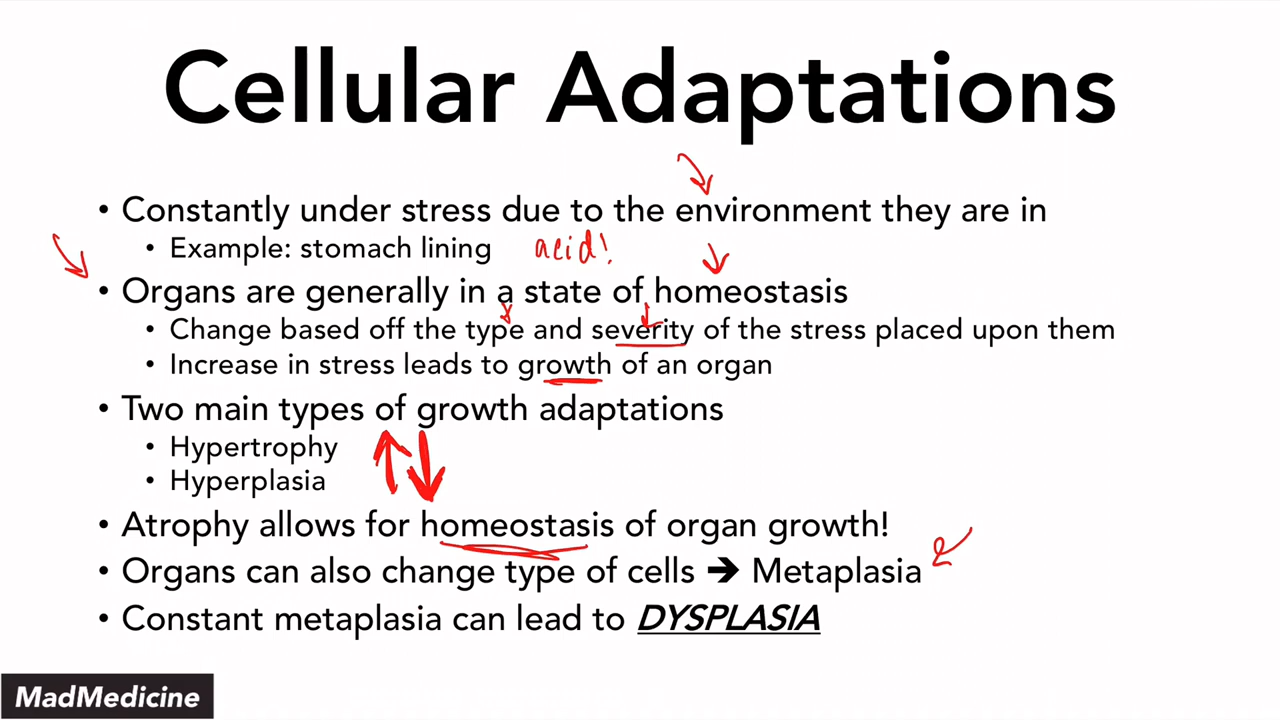 Cellular Adaptations
• Constantly under stress due to the environment they are in
• Example: stomach lining acid!
• Organs are generally in a state of homeostasis
• Change based off the type and severity of the stress placed upon them
• Increase in stress leads to growth of an organ
• Two main types of growth adaptations
• Hypertrophy
• Hyperplasia
• Atrophy allows for homeostasis of organ growth!
• Organs can also change type of cells ➔ Metaplasia
• Constant metaplasia can lead to DYSPLASIA
MadMedicine